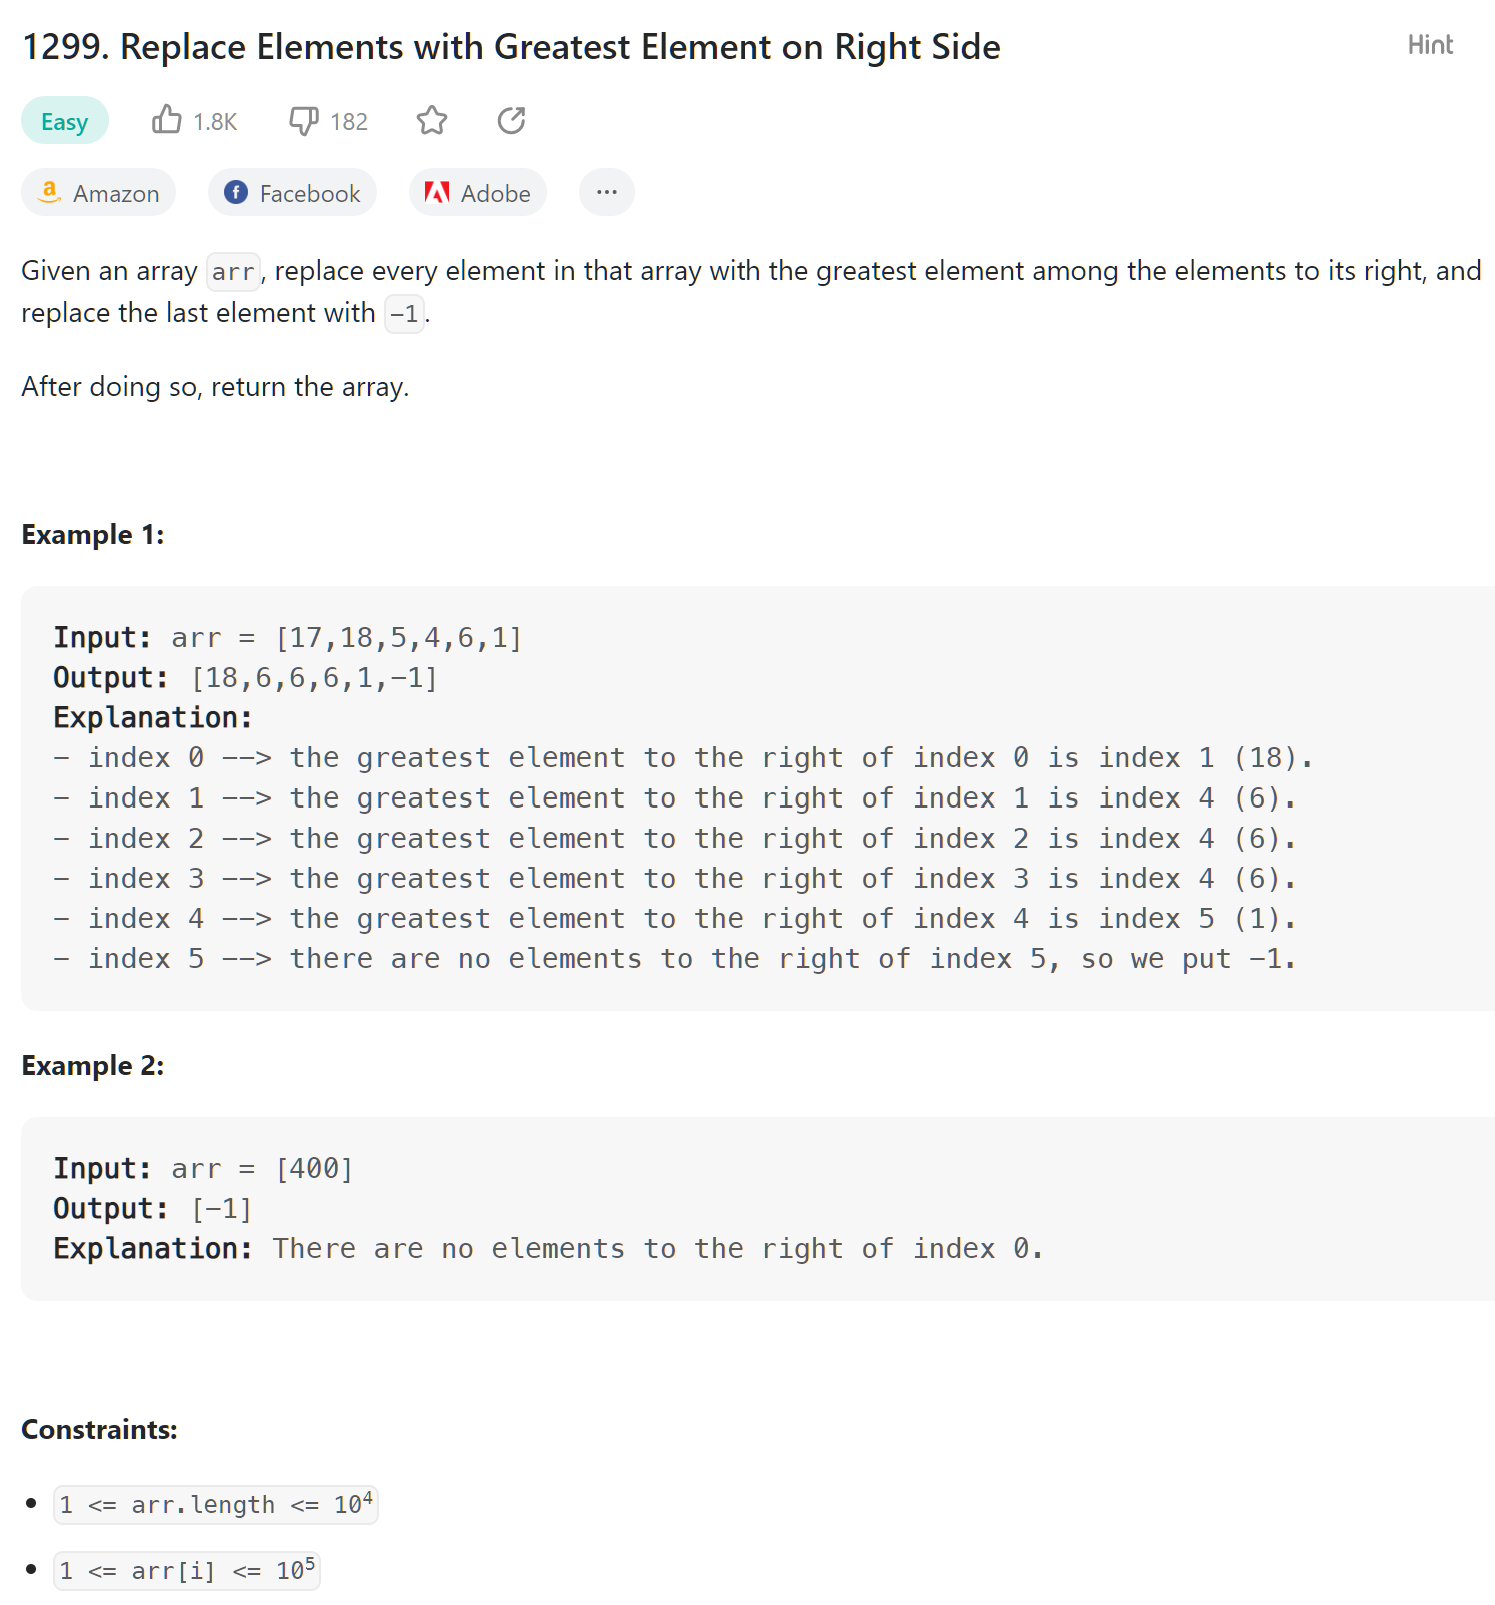 1299. Replace Elements with Greatest Element on Right Side
Hint
Easy
1.8K
182
Amazon
Facebook
Adobe
...
Given an array arr, replace every element in that array with the greatest element among the elements to its right, and
replace the last element with -1.
After doing so, return the array.
Example 1:
Input: arr = [17,18,5,4,6,1]
Output: [18,6,6,6,1,-1]
Explanation:
- index 0 --> the greatest element to the right of index 0 is index 1 (18).
- index 1 --> the greatest element to the right of index 1 is index 4 (6).
- index 2 --> the greatest element to the right of index 2 is index 4 (6).
- index 3 --> the greatest element to the right of index 3 is index 4 (6).
- index 4 --> the greatest element to the right of index 4 is index 5 (1).
- index 5 --> there are no elements to the right of index 5, so we put -1.
Example 2:
Input: arr = [400]
Output: [-1]
Explanation: There are no elements to the right of index 0.
Constraints:
• 1 <= arr.length <= 10⁴
• 1 <= arr[i] <= 10⁵